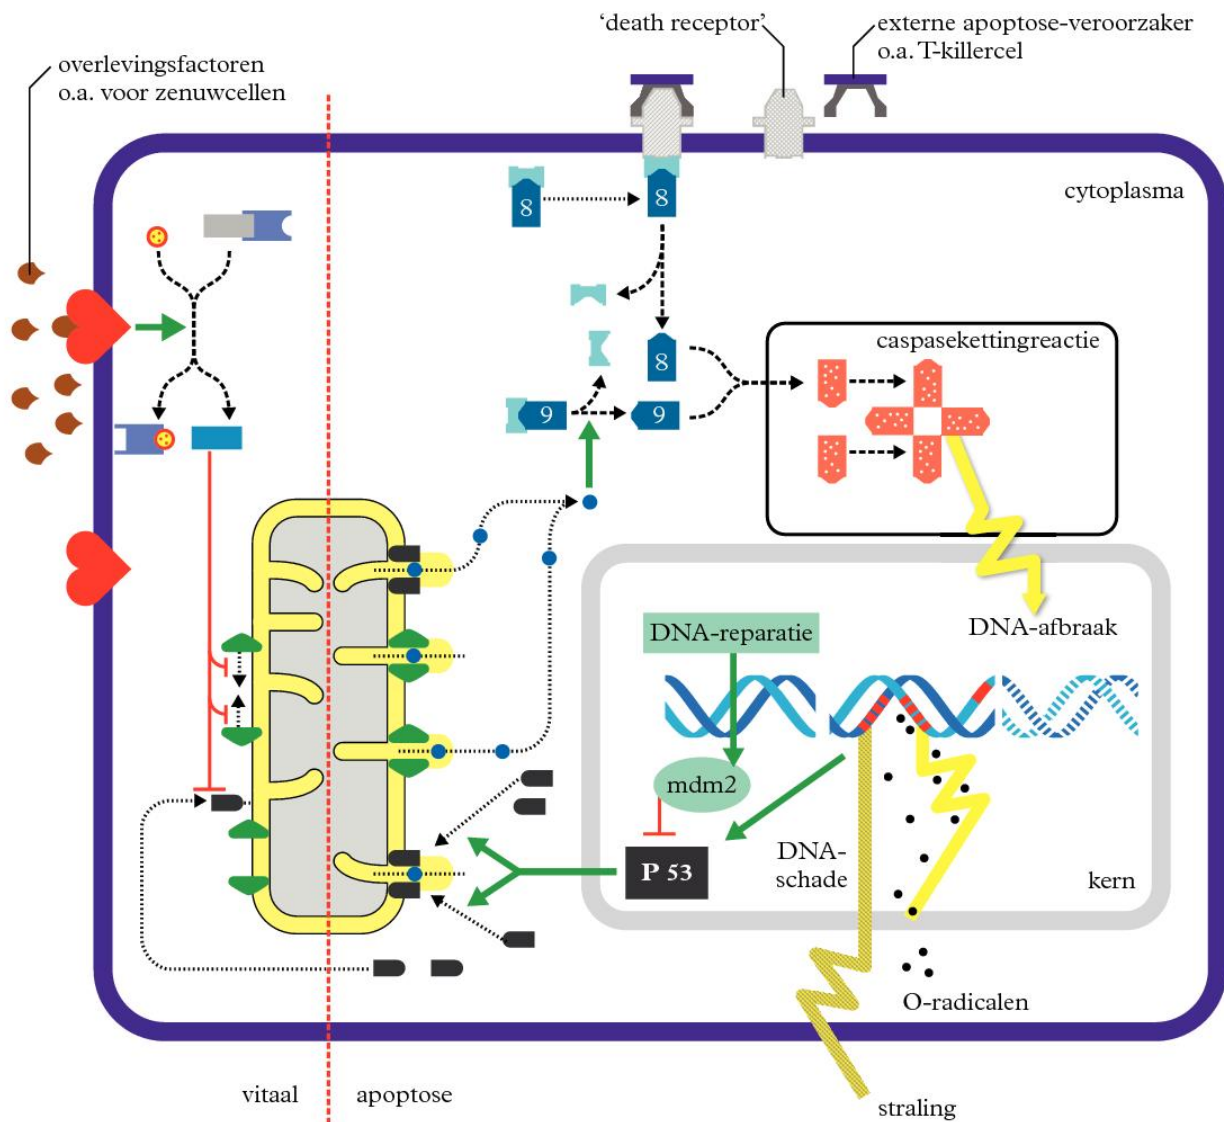 'death receptor'
externe apoptose-veroorzaker
o.a. T-killercel
overlevingsfactoren
o.a. voor zenuwcellen
cytoplasma
8
8
8
9
9
caspasekettingreactie
DNA-afbraak
DNA-reparatie
mdm2
P 53
DNA-
schade
kern
O-radicalen
vitaal
apoptose
straling